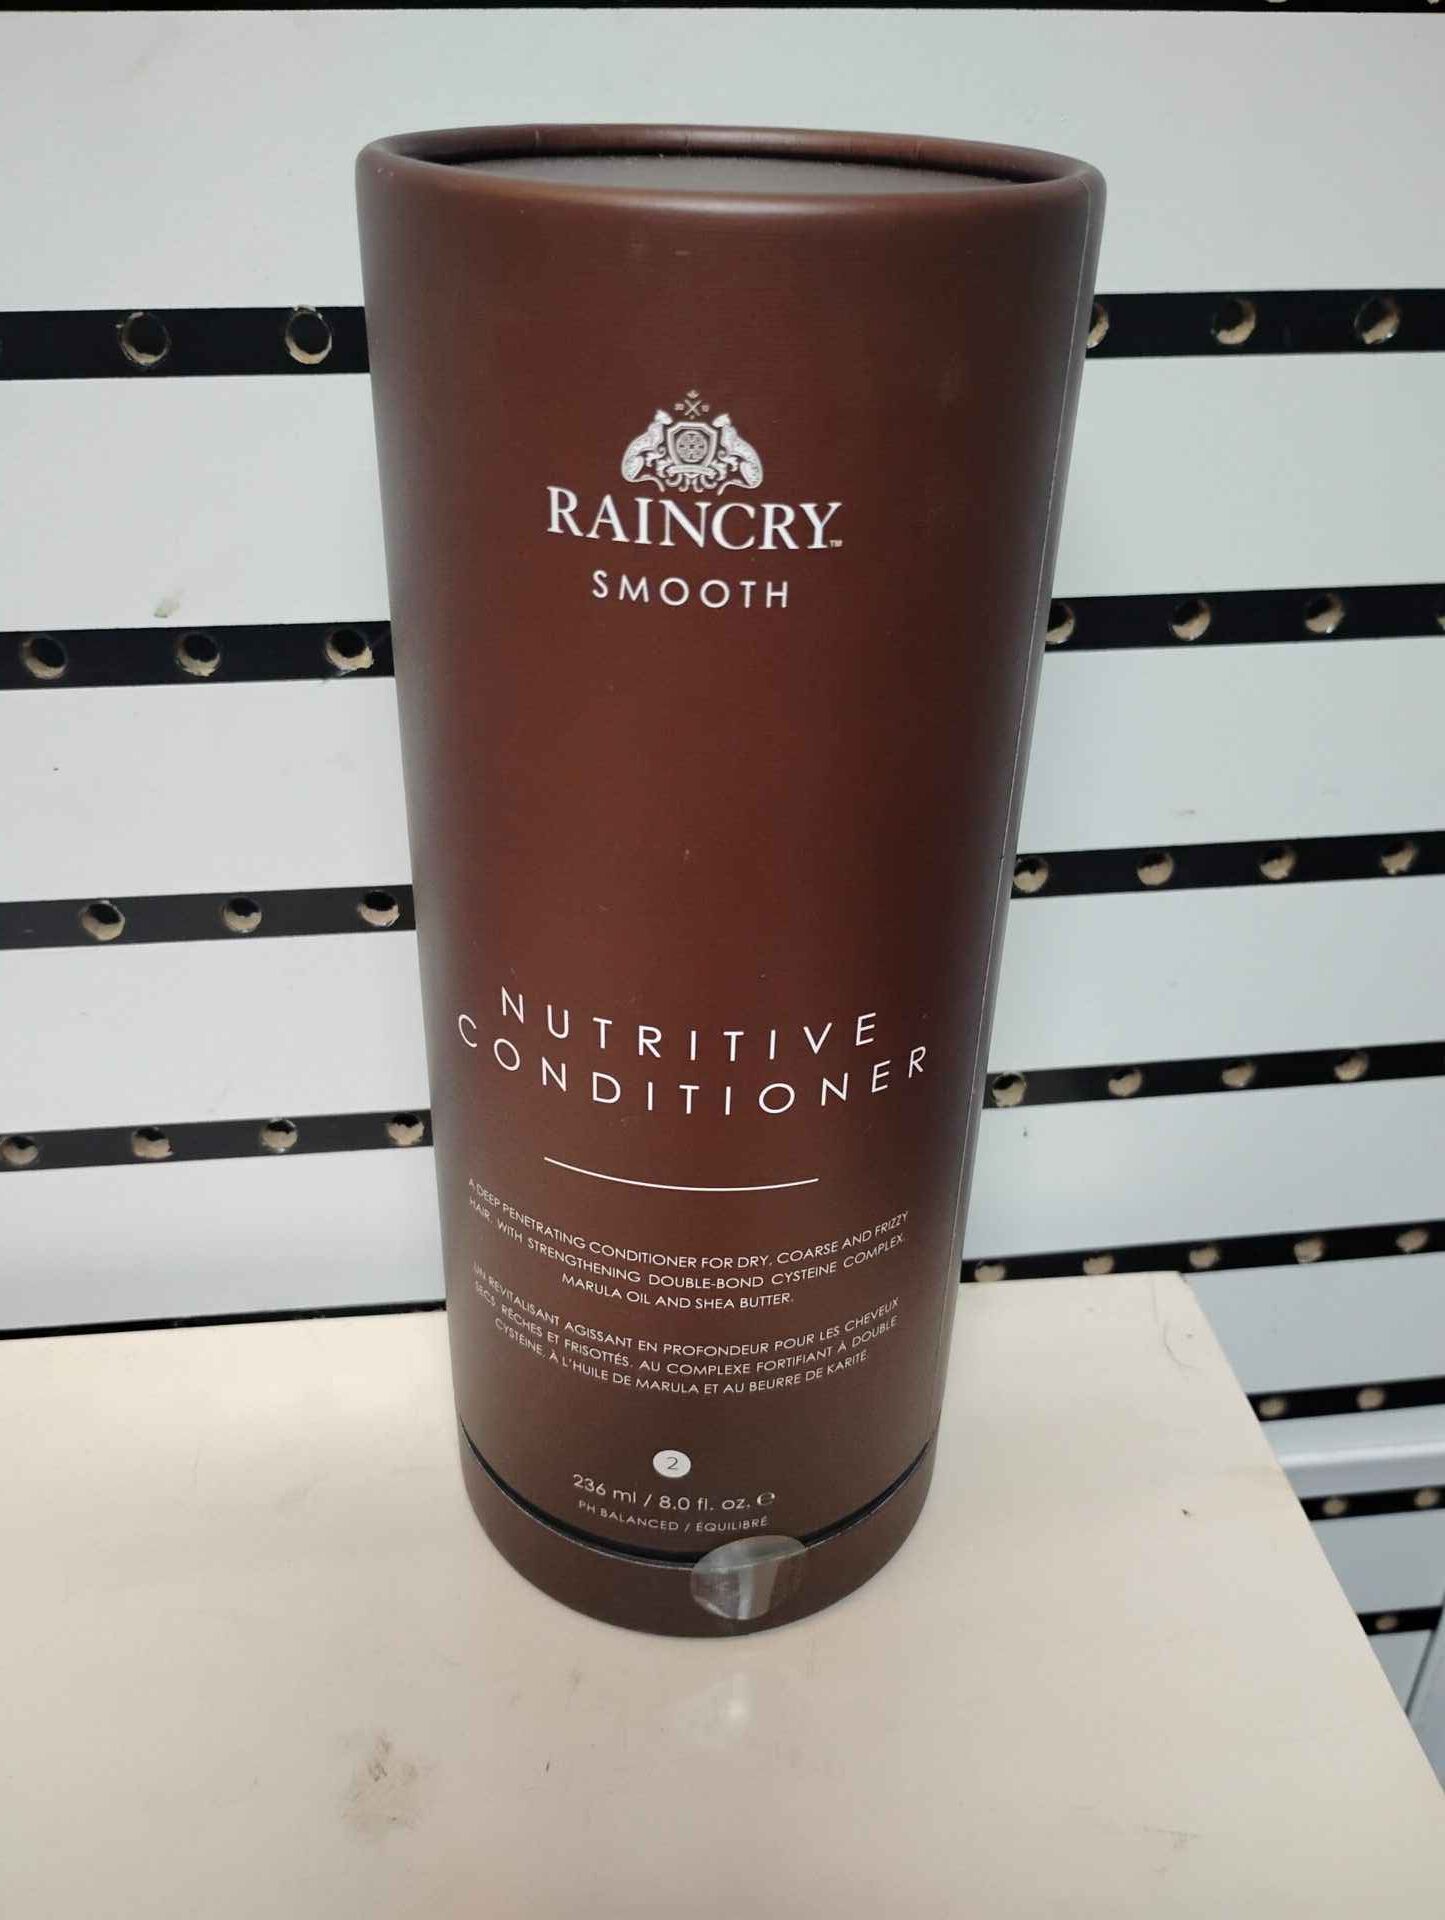 RAINCRY™
SMOOTH
NUTRITIVE
CONDITIONER
A DEEP PENETRATING CONDITIONER FOR DRY, COARSE AND FRIZZY
HAIR. WITH STRENGTHENING DOUBLE-BOND CYSTEINE COMPLEX,
MARULA OIL AND SHEA BUTTER.
UN REVITALISANT AGISSANT EN PROFONDEUR POUR LES CHEVEUX
SECS, RÊCHES ET FRISOTTÉS. AU COMPLEXE FORTIFIANT À DOUBLE
CYSTÉINE, À L'HUILE DE MARULA ET AU BEURRE DE KARITÉ.
2
236 ml / 8.0 fl. oz. ℮
PH BALANCED / ÉQUILIBRÉ